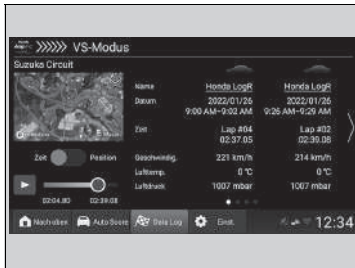 VS-Modus
Suzuka Circuit
Name Honda LogR Honda LogR
Datum 2022/01/26 2022/01/26
9:00 AM-9:02 AM 9:26 AM-9:29 AM
Zeit Lap #04 Lap #02
02:37.05 02:39.08
Zeit Position
Geschwindig. 221 km/h 214 km/h
Lufttemp. 0 °C 0 °C
Luftdruck 1007 mbar 1007 mbar
02:04.80 02:39.08
Nachrüben Auto Score Data Log Einst. 12:34